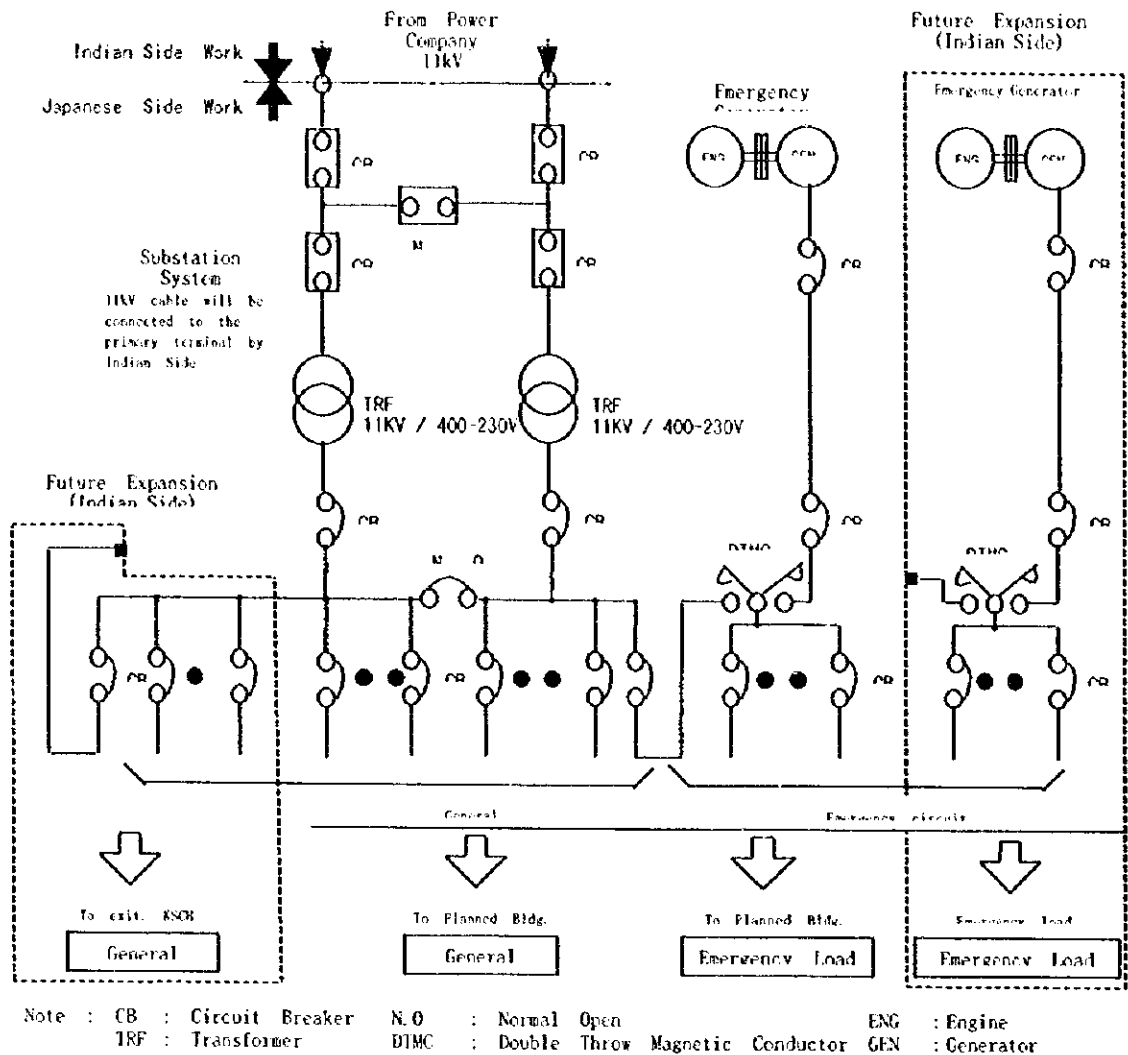 From Power
Company
11kV
Indian Side Work
Japanese Side Work
Future Expansion
(Indian Side)
Emergency
Emergency Generator
ENG
GEN
ENG
GEN
CB
CB
N
CB
CB
CB
CB
Substation
System
11kV cable will be
connected to the
primary terminal by
Indian Side
TRF
11KV / 400-230V
TRF
11KV / 400-230V
Future Expansion
(Indian Side)
CB
CB
CB
CB
N O
DTMC
DTMC
CB
CB
CB
CB
General
Emergency circuit
To exit. KSCH
To Planned Bldg.
To Planned Bldg.
Emergency Load
General
General
Emergency Load
Emergency Load
Note : CB : Circuit Breaker N.O : Normal Open ENG : Engine
TRF : Transformer DTMC : Double Throw Magnetic Conductor GEN : Generator